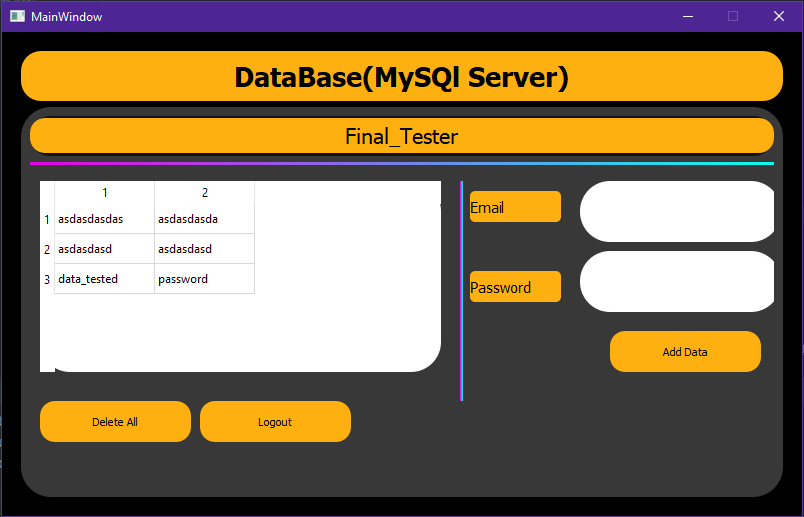 MainWindow
DataBase(MySQl Server)
Final_Tester
1 2
1 asdasdasdas asdasdasda
2 asdasdasd asdasdasd
3 data_tested password
Email
Password
Add Data
Delete All Logout